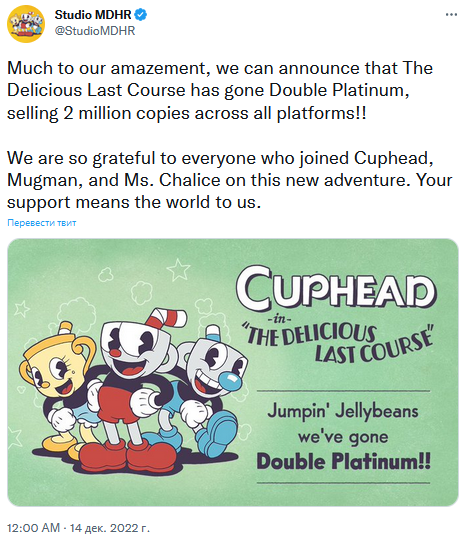 Studio MDHR
@StudioMDHR
Much to our amazement, we can announce that The
Delicious Last Course has gone Double Platinum,
selling 2 million copies across all platforms!!
We are so grateful to everyone who joined Cuphead,
Mugman, and Ms. Chalice on this new adventure. Your
support means the world to us.
Перевести твит
CUPHEAD
-in-
"THE DELICIOUS
LAST COURSE"
Jumpin' Jellybeans
we've gone
Double Platinum!!
12:00 AM · 14 дек. 2022 г.